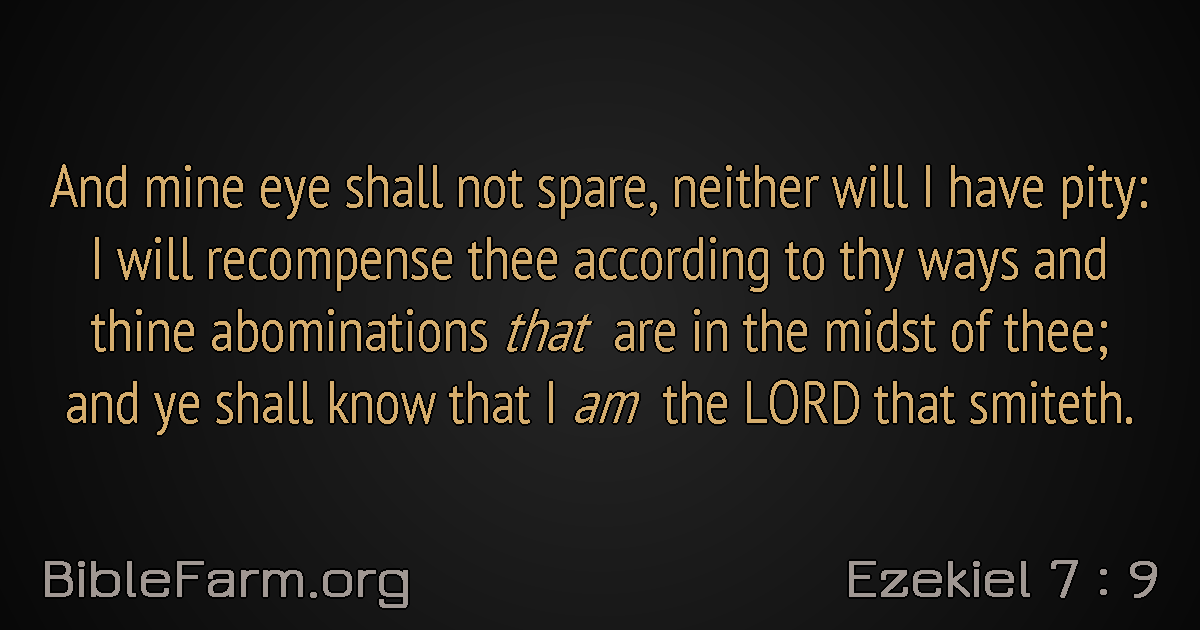 And mine eye shall not spare, neither will I have pity:
I will recompense thee according to thy ways and
thine abominations that are in the midst of thee;
and ye shall know that I am the LORD that smiteth.
BibleFarm.org
Ezekiel 7 : 9